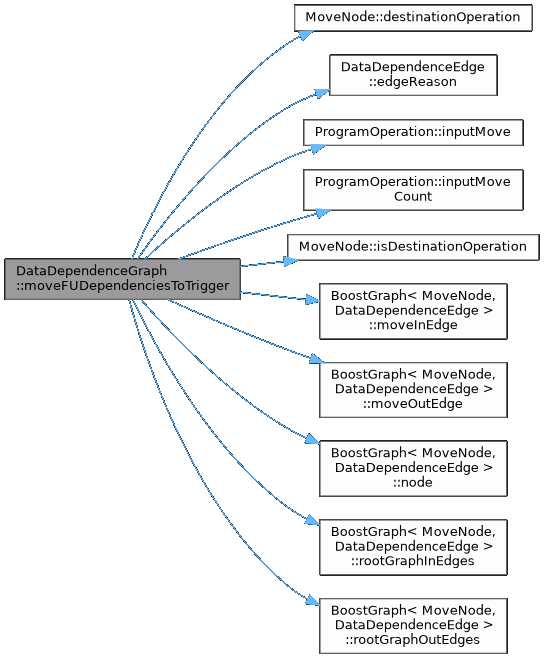 MoveNode::destinationOperation
DataDependenceEdge
::edgeReason
ProgramOperation::inputMove
ProgramOperation::inputMove
Count
MoveNode::isDestinationOperation
DataDependenceGraph
::moveFUDependenciesToTrigger
BoostGraph< MoveNode,
DataDependenceEdge >
::moveInEdge
BoostGraph< MoveNode,
DataDependenceEdge >
::moveOutEdge
BoostGraph< MoveNode,
DataDependenceEdge >
::node
BoostGraph< MoveNode,
DataDependenceEdge >
::rootGraphInEdges
BoostGraph< MoveNode,
DataDependenceEdge >
::rootGraphOutEdges